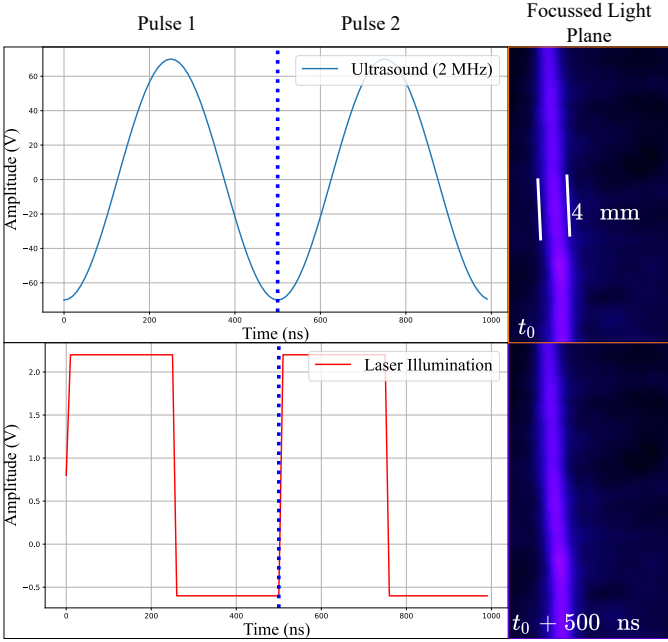 Pulse 1
Pulse 2
Focussed Light
Plane
Amplitude (V)
60
40
20
0
−20
−40
−60
Ultrasound (2 MHz)
0
200
400
600
800
1000
Time (ns)
4 mm
t0
Amplitude (V)
2.0
1.5
1.0
0.5
0.0
−0.5
Laser Illumination
0
200
400
600
800
1000
Time (ns)
t0 + 500 ns